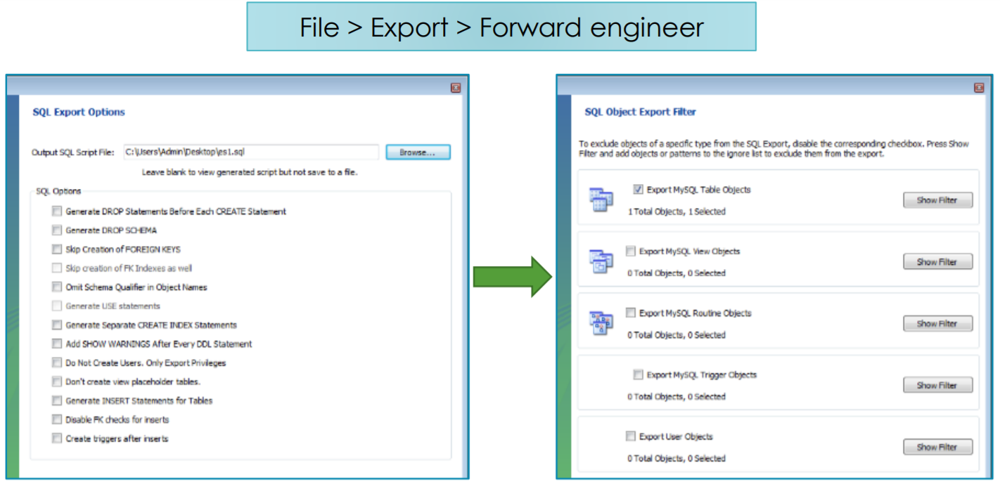 File > Export > Forward engineer
SQL Export Options
Output SQL Script File: C:\Users\Admin\Desktop\es1.sql Browse...
Leave blank to view generated script but not save to a file.
SQL Options
Generate DROP Statements Before Each CREATE Statement
Generate DROP SCHEMA
Skip Creation of FOREIGN KEYS
Skip creation of FK Indexes as well
Omit Schema Qualifier in Object Names
Generate USE statements
Generate Separate CREATE INDEX Statements
Add SHOW WARNINGS After Every DDL Statement
Do Not Create Users. Only Export Privileges
Don't create view placeholder tables.
Generate INSERT Statements for Tables
Disable FK checks for inserts
Create triggers after inserts
SQL Object Export Filter
To exclude objects of a specific type from the SQL Export, disable the corresponding checkbox. Press Show
Filter and add objects or patterns to the ignore list to exclude them from the export.
Export MySQL Table Objects
1 Total Objects, 1 Selected
Show Filter
Export MySQL View Objects
0 Total Objects, 0 Selected
Show Filter
Export MySQL Routine Objects
0 Total Objects, 0 Selected
Show Filter
Export MySQL Trigger Objects
0 Total Objects, 0 Selected
Show Filter
Export User Objects
0 Total Objects, 0 Selected
Show Filter